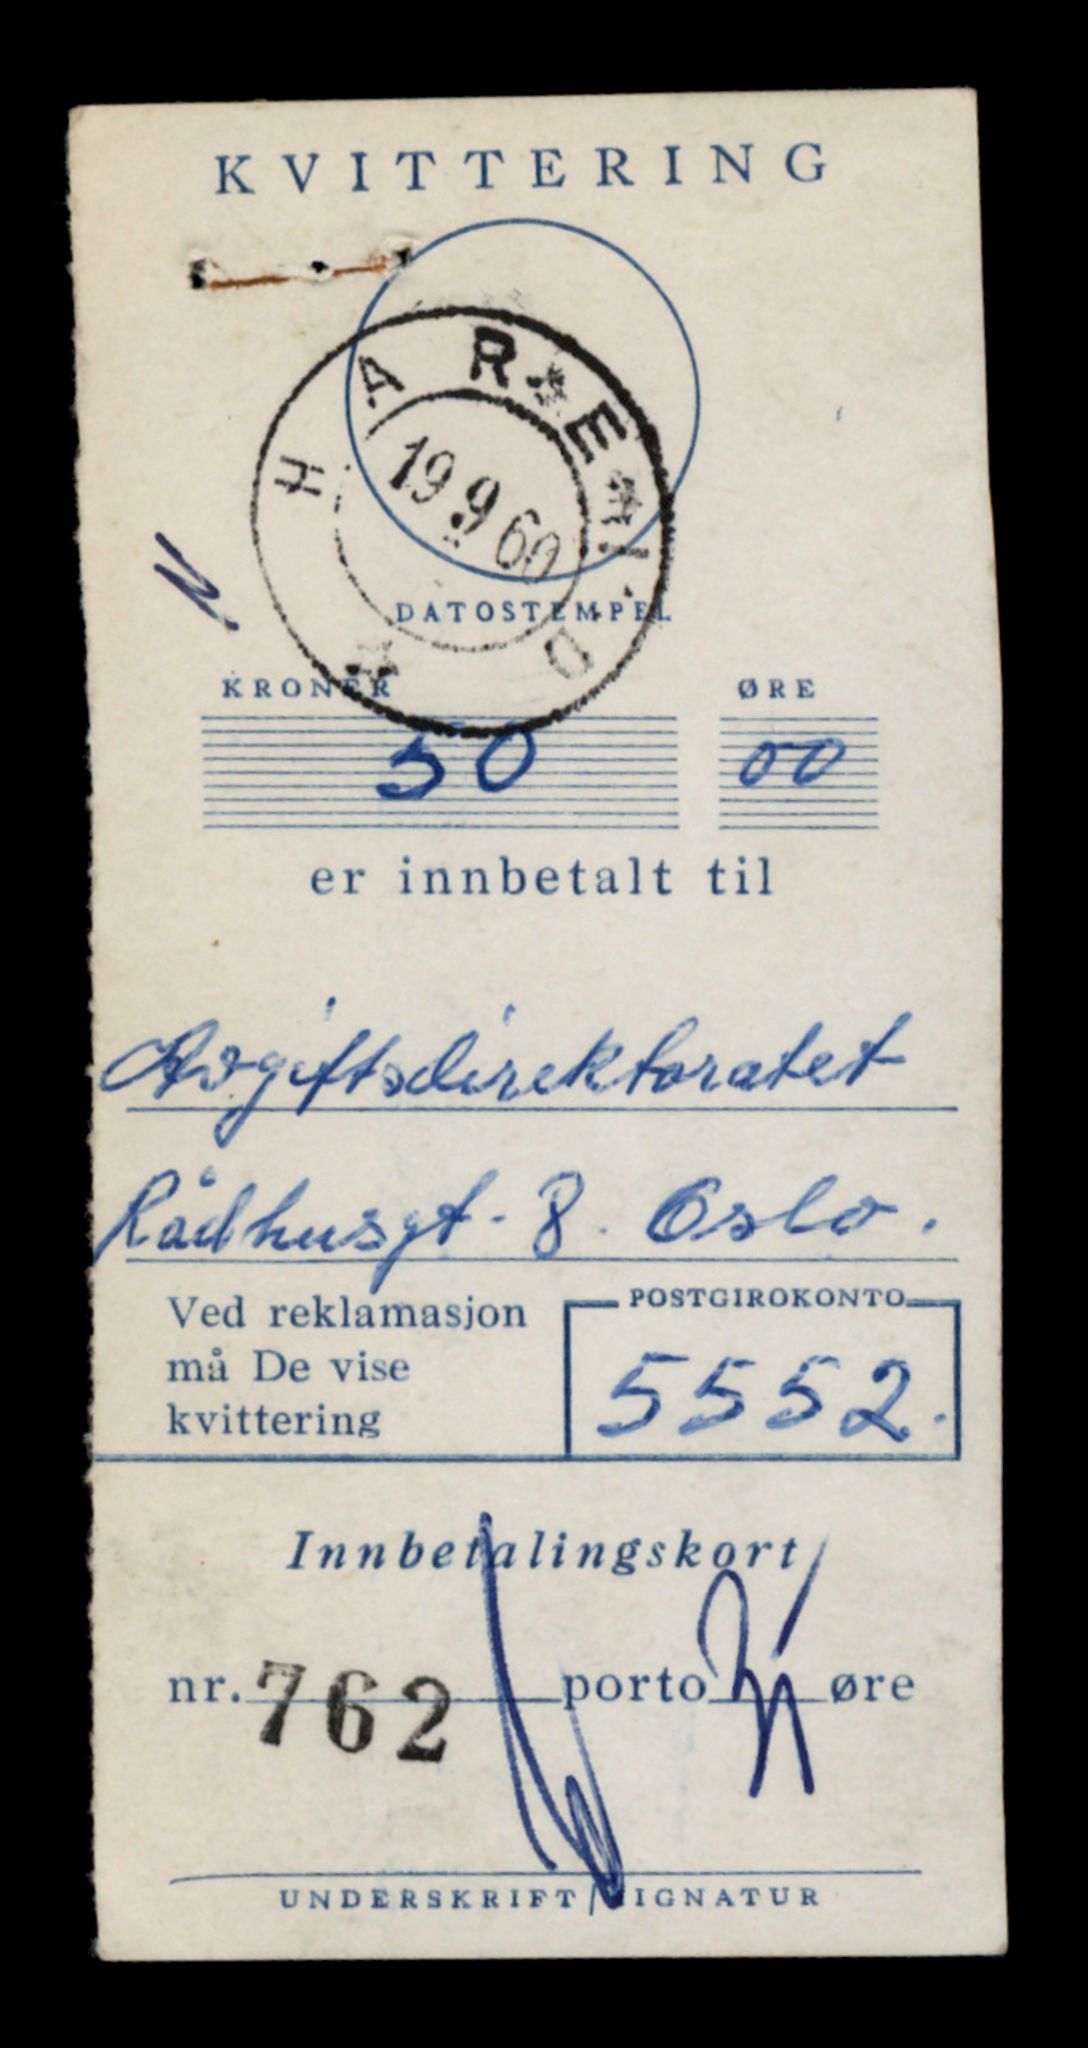 KVITTERING
HAREID
19 9 60
DATOSTEMPEL
KRONER ØRE
50 00
er innbetalt til
Avgiftsdirektoratet
Rådhusgt. 8. Oslo.
Ved reklamasjon
må De vise
kvittering
POSTGIROKONTO
5552.
Innbetalingskort
nr. 762 porto øre
UNDERSKRIFT/SIGNATUR